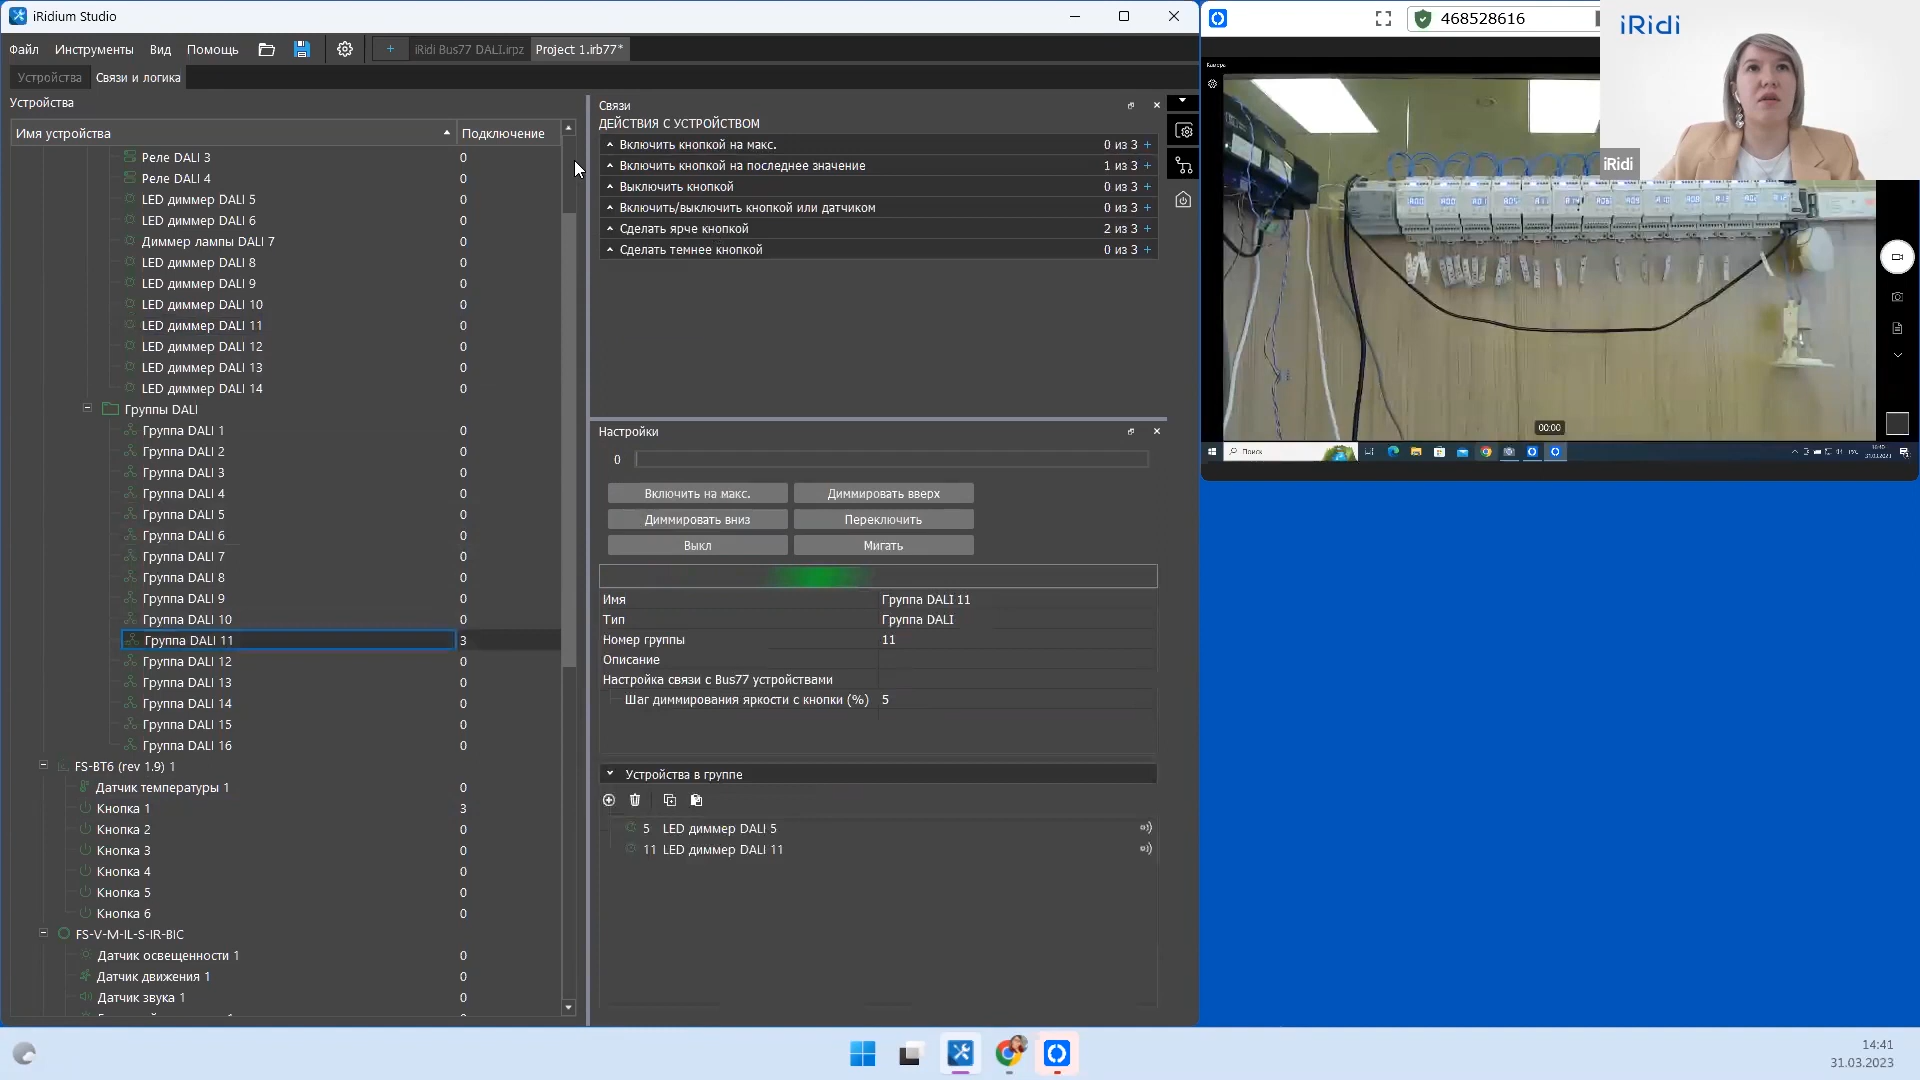 iRidium Studio
Файл Инструменты Вид Помощь + iRidi Bus77 DALI.irpz Project 1.irb77*
Устройства Связи и логика
Устройства
Имя устройства Подключение
Реле DALI 3 0
Реле DALI 4 0
LED диммер DALI 5 0
LED диммер DALI 6 0
Диммер лампы DALI 7 0
LED диммер DALI 8 0
LED диммер DALI 9 0
LED диммер DALI 10 0
LED диммер DALI 11 0
LED диммер DALI 12 0
LED диммер DALI 13 0
LED диммер DALI 14 0
Группы DALI
Группа DALI 1 0
Группа DALI 2 0
Группа DALI 3 0
Группа DALI 4 0
Группа DALI 5 0
Группа DALI 6 0
Группа DALI 7 0
Группа DALI 8 0
Группа DALI 9 0
Группа DALI 10 0
Группа DALI 11 3
Группа DALI 12 0
Группа DALI 13 0
Группа DALI 14 0
Группа DALI 15 0
Группа DALI 16 0
FS-BT6 (rev 1.9) 1
Датчик температуры 1 0
Кнопка 1 3
Кнопка 2 0
Кнопка 3 0
Кнопка 4 0
Кнопка 5 0
Кнопка 6 0
FS-V-M-IL-S-IR-BIC
Датчик освещенности 1 0
Датчик движения 1 0
Датчик звука 1 0
Связи
ДЕЙСТВИЯ С УСТРОЙСТВОМ
Включить кнопкой на макс. 0 из 3 +
Включить кнопкой на последнее значение 1 из 3 +
Выключить кнопкой 0 из 3 +
Включить/выключить кнопкой или датчиком 0 из 3 +
Сделать ярче кнопкой 2 из 3 +
Сделать темнее кнопкой 0 из 3 +
Настройки
0
Включить на макс. Диммировать вверх
Диммировать вниз Переключить
Выкл Мигать
Имя Группа DALI 11
Тип Группа DALI
Номер группы 11
Описание
Настройка связи с Bus77 устройствами
Шаг диммирования яркости с кнопки (%) 5
Устройства в группе
5 LED диммер DALI 5
11 LED диммер DALI 11
468528616
iRidi
iRidi
Камера
00:00
Поиск
14:41
31.03.2023